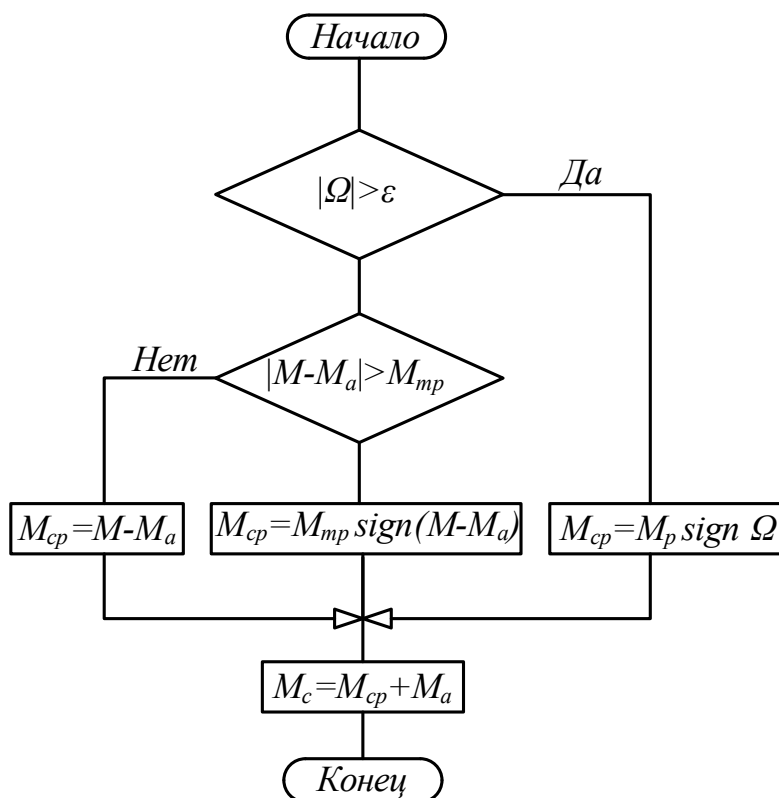 Начало
|Ω|>ε
Да
|M-Mа|>Mтр
Нет
Mср=M-Mа
Mср=Mтр sign(M-Mа)
Mср=Mр sign Ω
Mс=Mср+Mа
Конец